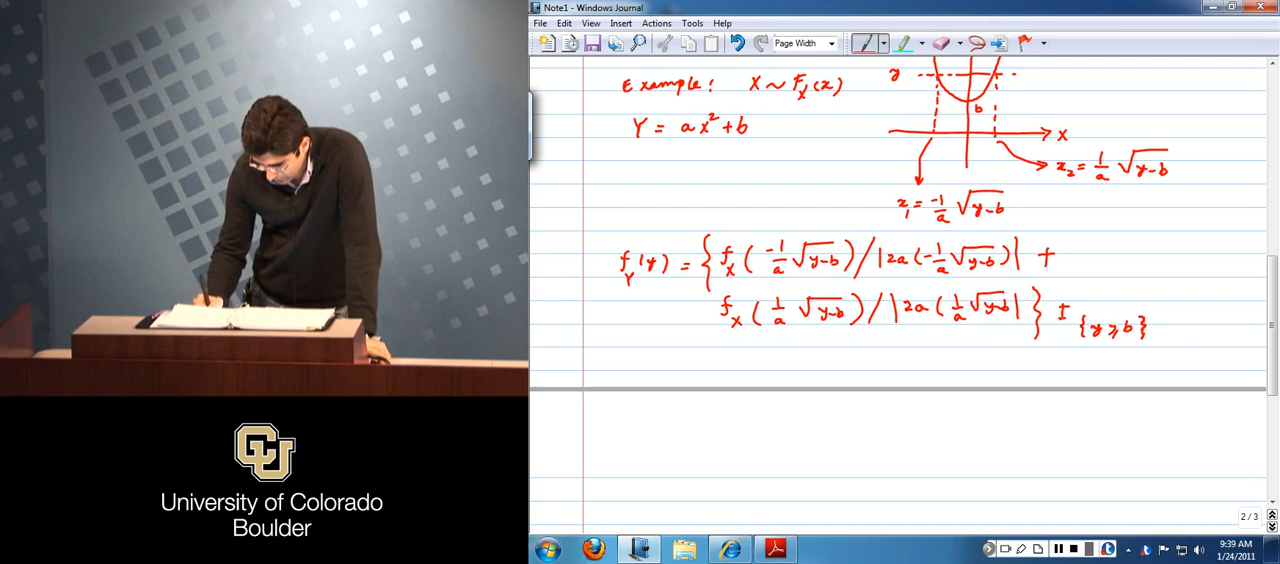 Note1 - Windows Journal
File Edit View Insert Actions Tools Help
Page Width
Example: X ~ F_X(x)
Y = ax² + b
y
b
x
x₂ = 1/a √(y-b)
x₁ = -1/a √(y-b)
f_Y(y) = { f_X ( -1/a √(y-b) ) / |2a ( -1/a √(y-b) )| +
f_X ( 1/a √(y-b) ) / |2a ( 1/a √(y-b) | } I_{y ≥ b}
2 / 3
University of Colorado
Boulder
9:39 AM
1/24/2011